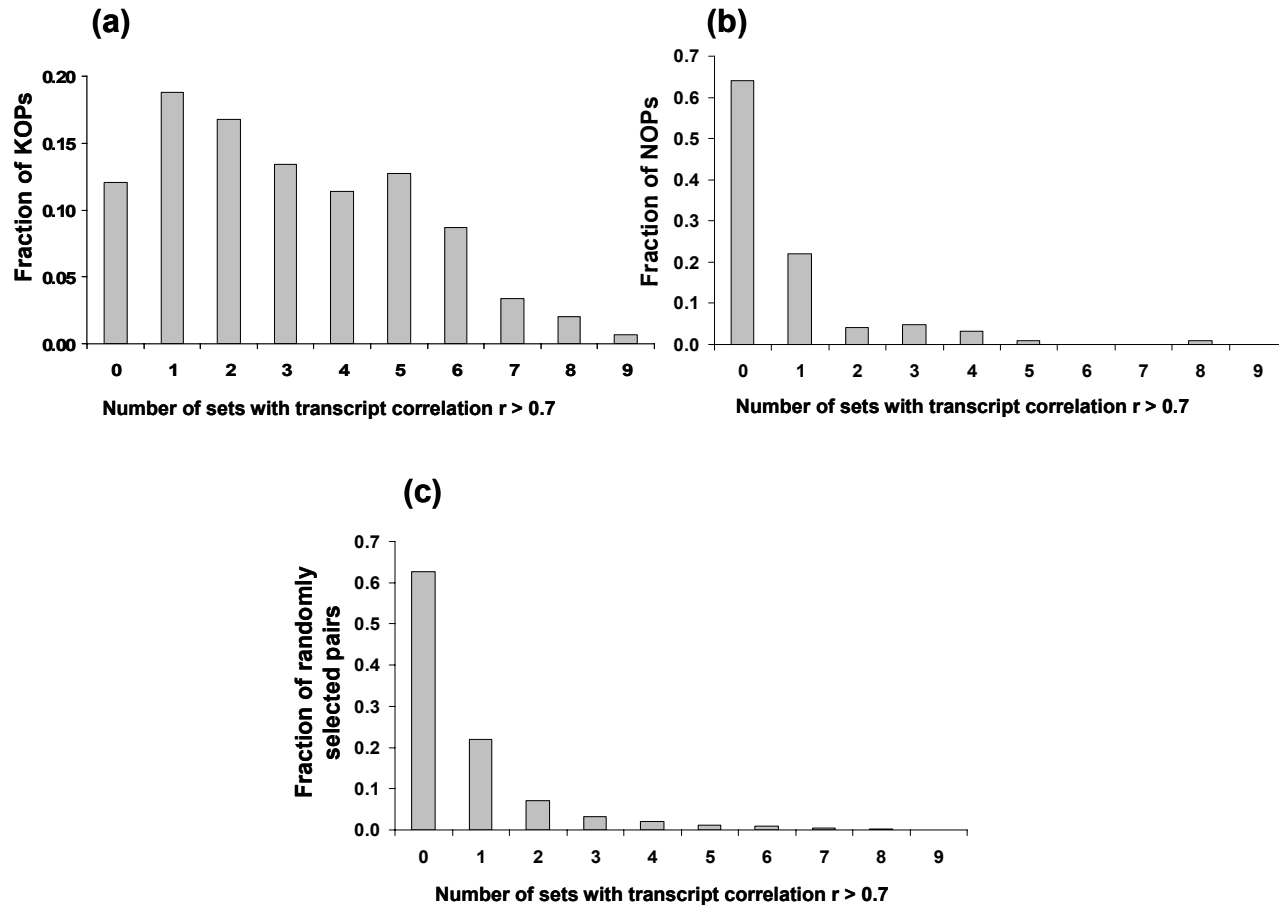 (a)
Fraction of KOPs
0.20
0.15
0.10
0.05
0.00
0 1 2 3 4 5 6 7 8 9
Number of sets with transcript correlation r > 0.7
(b)
Fraction of NOPs
0.7
0.6
0.5
0.4
0.3
0.2
0.1
0.0
0 1 2 3 4 5 6 7 8 9
Number of sets with transcript correlation r > 0.7
(c)
Fraction of randomly
selected pairs
0.7
0.6
0.5
0.4
0.3
0.2
0.1
0.0
0 1 2 3 4 5 6 7 8 9
Number of sets with transcript correlation r > 0.7